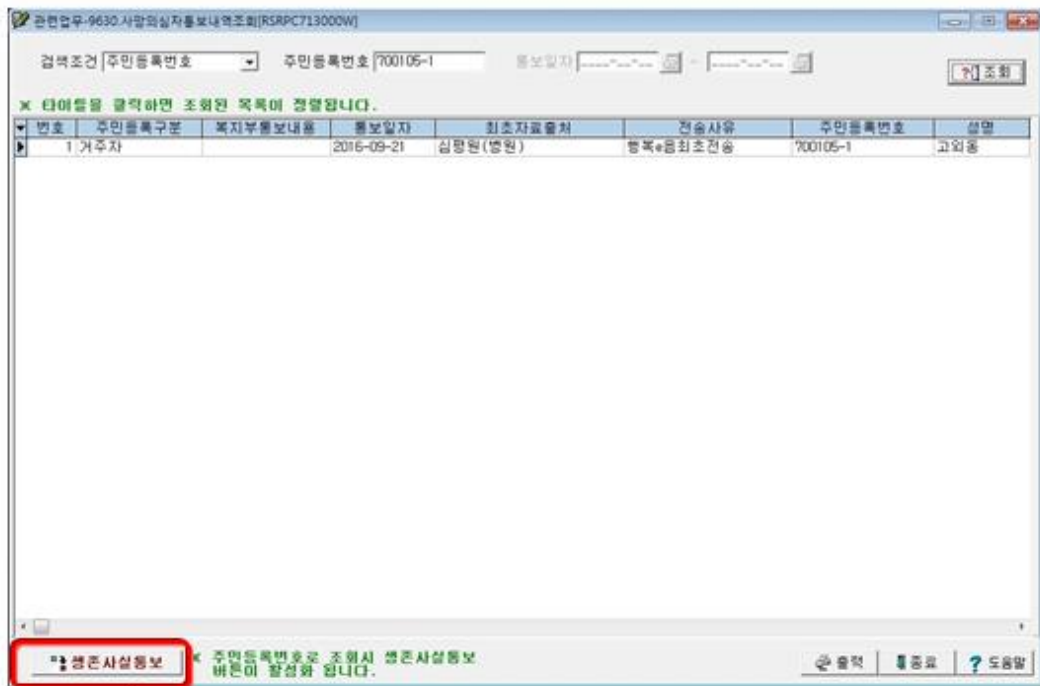 관련업무-9630.사망의심자통보내역조회[RSRPC713000W]
검색조건 주민등록번호 주민등록번호 700105-1 통보일자 ____-__-__ - ____-__-__ 조회
※ 타이틀을 클릭하면 조회된 목록이 정렬됩니다.
번호 주민등록구분 복지부통보내용 통보일자 최초자료출처 전송사유 주민등록번호 성명
1 거주자 2016-09-21 심평원(병원) 행복e음최초전송 700105-1 고외동
생존사실통보 ※ 주민등록번호로 조회시 생존사실통보
버튼이 활성화 됩니다.
출력 종료 ? 도움말